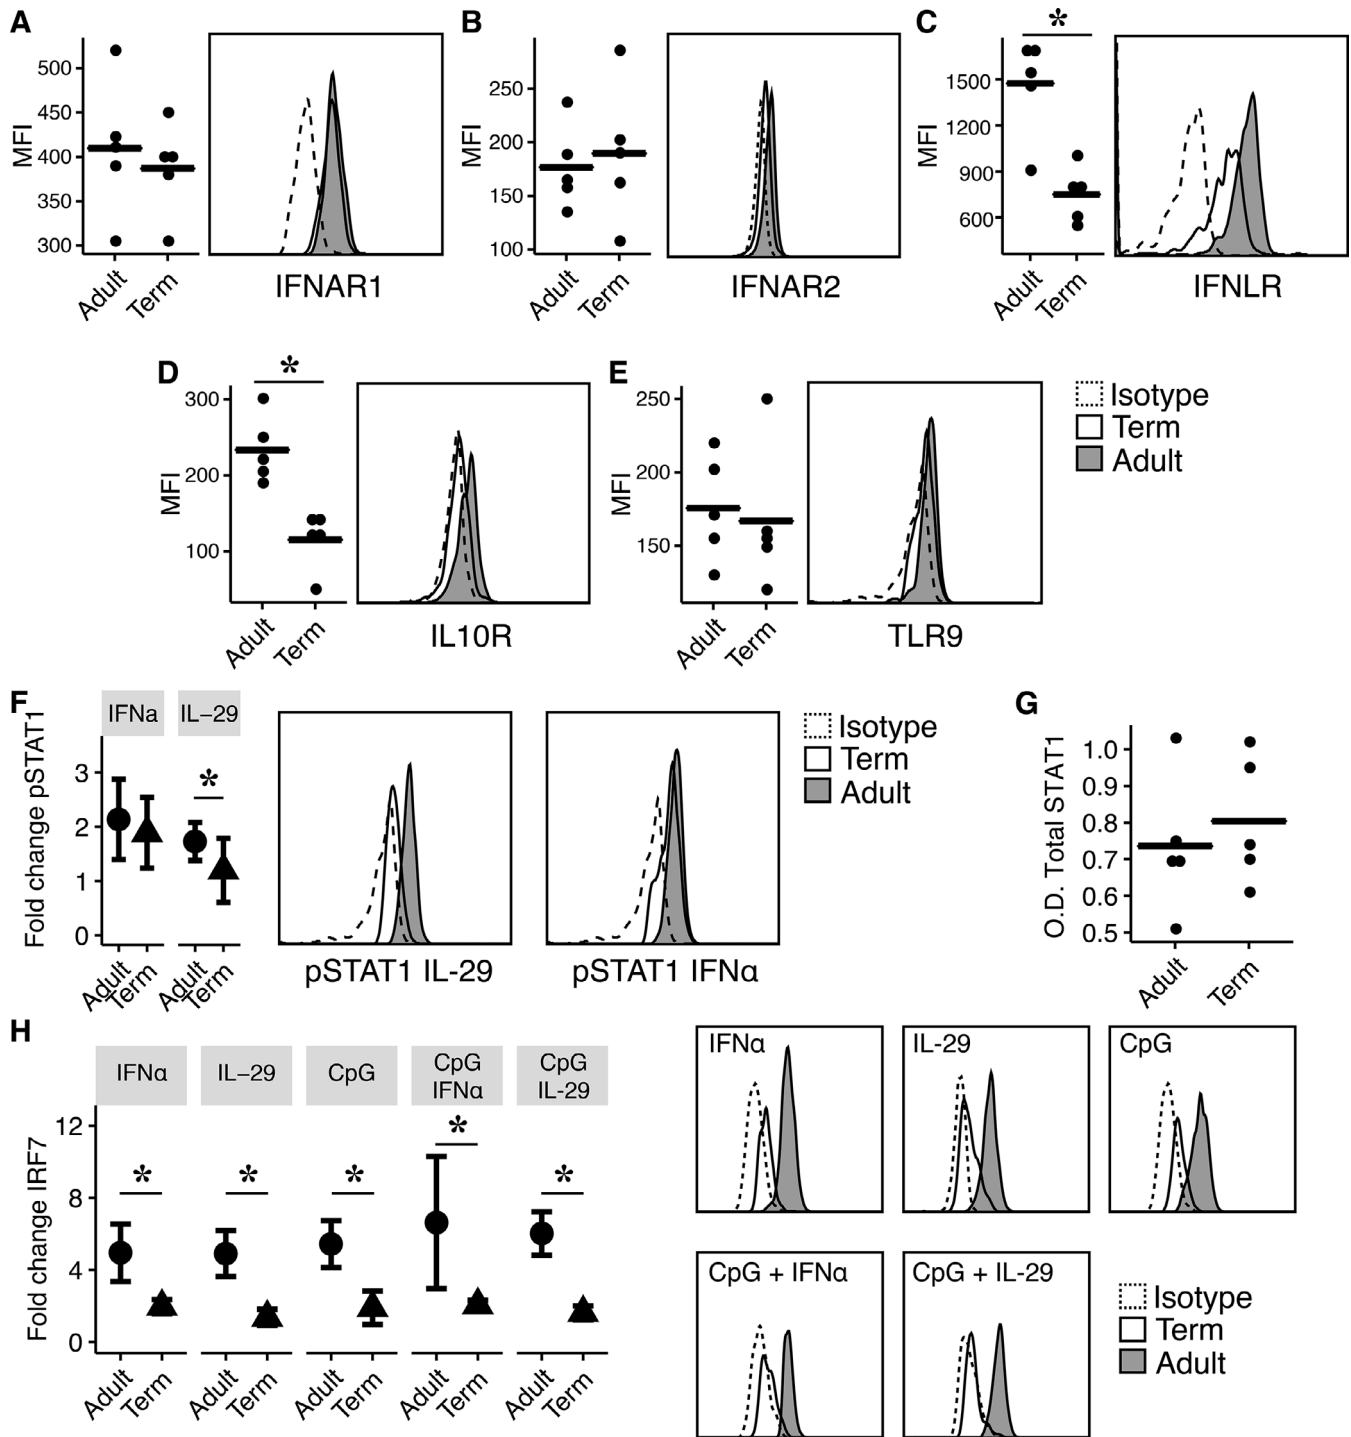 A
MFI
500
450
400
350
300
Adult
Term
IFNAR1
B
MFI
250
200
150
100
Adult
Term
IFNAR2
C
*
MFI
1500
1200
900
600
Adult
Term
IFNLR
D
*
MFI
300
200
100
Adult
Term
IL10R
E
MFI
250
200
150
Adult
Term
TLR9
Isotype
Term
Adult
F
Fold change pSTAT1
IFNa
IL−29
*
3
2
1
0
Adult
Term
Adult
Term
pSTAT1 IL-29
pSTAT1 IFNα
Isotype
Term
Adult
G
O.D. Total STAT1
1.0
0.9
0.8
0.7
0.6
0.5
Adult
Term
H
Fold change IRF7
IFNα
IL−29
CpG
CpG
IFNα
CpG
IL-29
12
8
4
0
*
*
*
*
*
Adult
Term
Adult
Term
Adult
Term
Adult
Term
Adult
Term
IFNα
IL-29
CpG
CpG + IFNα
CpG + IL-29
Isotype
Term
Adult